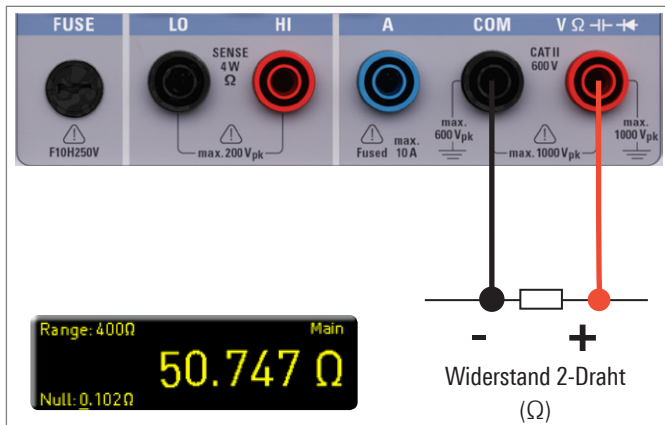 FUSE LO HI A COM V Ω
SENSE
4W
Ω
CAT II
600 V
F10H250V
max. 200 Vpk
Fused
max.
10 A
max.
600 Vpk
max. 1000 Vpk
max.
1000 Vpk
Range: 400Ω Main
50.747 Ω
Null: 0.102Ω
- +
Widerstand 2-Draht
(Ω)